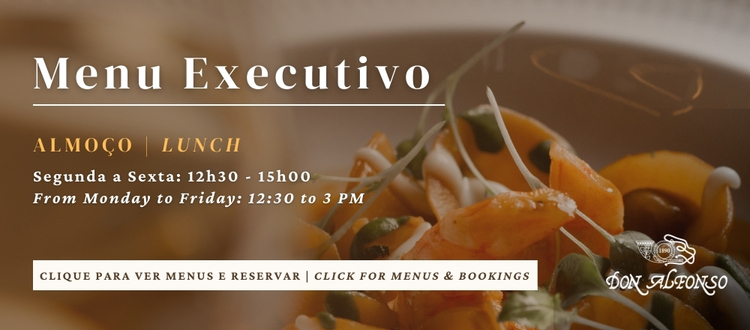 Menu Executivo
ALMOÇO | LUNCH
Segunda a Sexta: 12h30 - 15h00
From Monday to Friday: 12:30 to 3 PM
CLIQUE PARA VER MENUS E RESERVAR | CLICK FOR MENUS & BOOKINGS
1890
DON ALFONSO